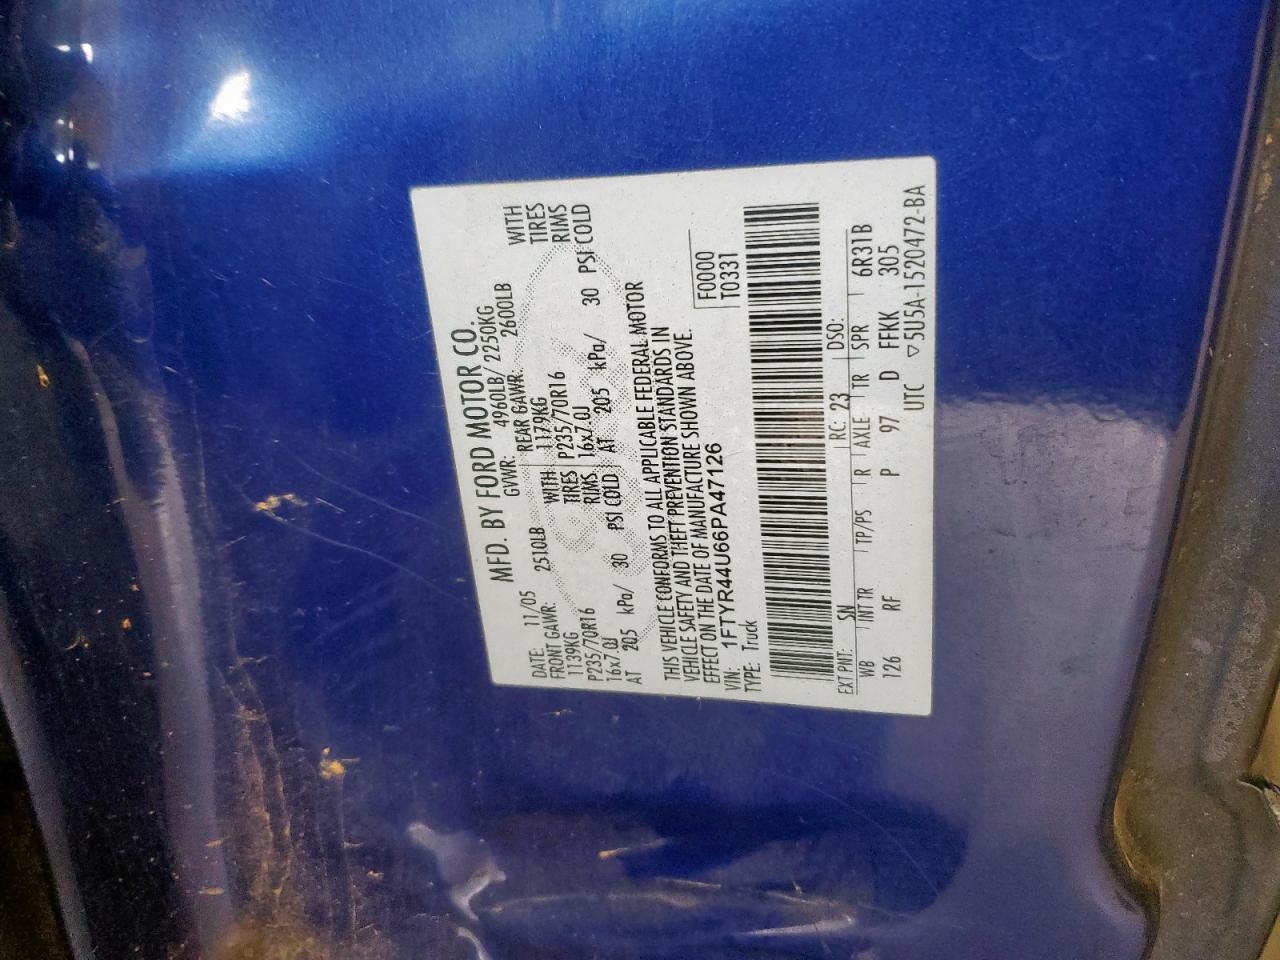 MFD. BY FORD MOTOR CO.
DATE: 11/05 GVWR: 4960LB/2250KG
FRONT GAWR: 2510LB REAR GAWR: 2600LB
1139KG WITH 1179KG WITH
P235/70R16 TIRES P235/70R16 TIRES
16x7.0J RIMS 16x7.0J RIMS
AT 205 kPa/ 30 PSI COLD AT 205 kPa/ 30 PSI COLD
THIS VEHICLE CONFORMS TO ALL APPLICABLE FEDERAL MOTOR
VEHICLE SAFETY AND THEFT PREVENTION STANDARDS IN
EFFECT ON THE DATE OF MANUFACTURE SHOWN ABOVE.
VIN: 1FTYR44U66PA47126 F0000
TYPE: Truck T0331
EXT PNT: SN RC: 23 DSO:
WB INT TR TP/PS R AXLE TR SPR 6R31B
126 RF P 97 D FFKK 305
UTC ▽5U5A-1520472-BA